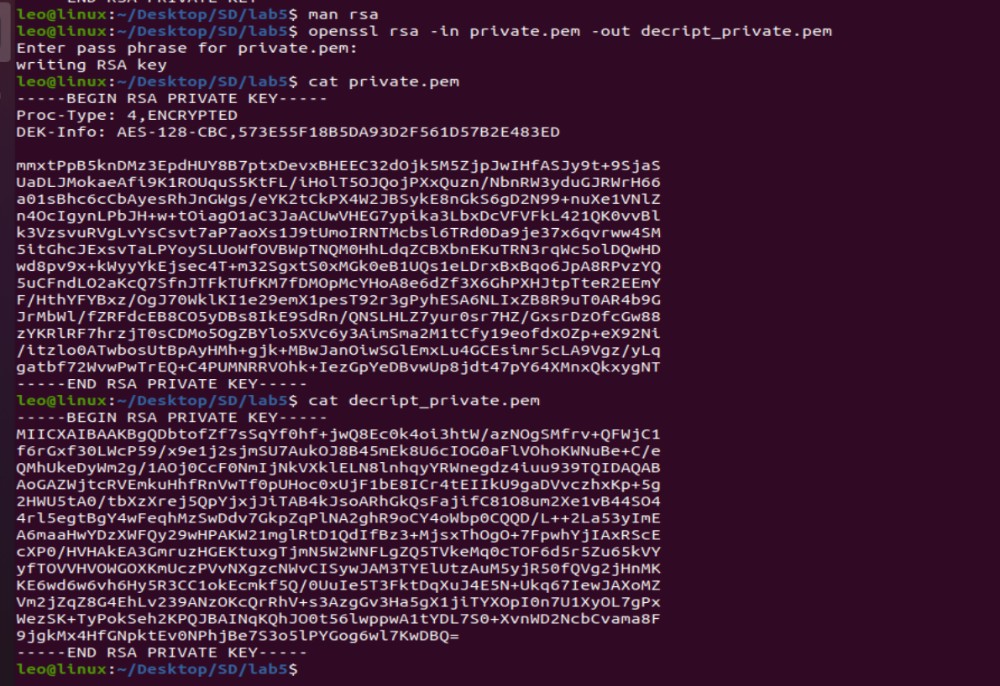 leo@linux:~/Desktop/SD/lab5$ man rsa
leo@linux:~/Desktop/SD/lab5$ openssl rsa -in private.pem -out decript_private.pem
Enter pass phrase for private.pem:
writing RSA key
leo@linux:~/Desktop/SD/lab5$ cat private.pem
-----BEGIN RSA PRIVATE KEY-----
Proc-Type: 4,ENCRYPTED
DEK-Info: AES-128-CBC,573E55F18B5DA93D2F561D57B2E483ED
mmxtPpB5knDMz3EpdHUY8B7ptxDevxBHEEC32dOjk5M5ZjpJwIHfASJy9t+9SjaS
UaDLJMokaeAfi9K1ROUquS5KtFL/iHolT5OJQojPXxQuzn/NbnRW3yduGJRWrH66
a01sBhc6cCbAyesRhJnGWgs/eYK2tCkPX4W2JBSykE8nGkS6gD2N99+nuXe1VNlZ
n4OcIgynLPbJH+w+tOiagO1aC3JaACUwVHEG7ypika3LbxDcVFVFkL421QK0vvBl
k3VzsvuRVgLvYsCsvt7aP7aoXs1J9tUmoIRNTMcbsl6TRd0Da9je37x6qvrww4SM
5itGhcJExsvTaLPYoySLUoWfOVBWpTNQM0HhLdqZCBXbnEKuTRN3rqWc5olDQwHD
wd8pv9x+kWyyYkEjsec4T+m32SgxtS0xMGk0eB1UQs1eLDrxBxBqo6JpA8RPvzYQ
5uCFndLO2aKcQ7SfnJTFkTUfKM7fDMOpMcYHoA8e6dZf3X6GhPXHJtpTteR2EEmY
F/HthYFYBxz/OgJ70WklKI1e29emX1pesT92r3gPyhESA6NLIxZB8R9uT0AR4b9G
JrMbWl/fZRFdcEB8CO5yDBs8IkE9SdRn/QNSLHLZ7yur0sr7HZ/GxsrDzOfcGw88
zYKRlRF7hrzjT0sCDMo5OgZBYlo5XVc6y3AimSma2M1tCfy19eofdxOZp+eX92Ni
/itzlo0ATwbosUtBpAyHMh+gjk+MBwJanOiwSGlEmxLu4GCEsimr5cLA9Vgz/yLq
gatbf72WvwPwTrEQ+C4PUMNRRVOhk+IezGpYeDBvwUp8jdt47pY64XMnxQkxygNT
-----END RSA PRIVATE KEY-----
leo@linux:~/Desktop/SD/lab5$ cat decript_private.pem
-----BEGIN RSA PRIVATE KEY-----
MIICXAIBAAKBgQDbtofZf7sSqYf0hf+jwQ8Ec0k4oi3htW/azNOgSMfrv+QFWjC1
f6rGxf30LWcP59/x9e1j2sjmSU7AukOJ8B45mEk8U6cIOG0aFlVOhoKWNuBe+C/e
QMhUkeDyWm2g/1AOj0CcF0NmIjNkVXklELN8lnhqyYRWnegdz4iuu939TQIDAQAB
AoGAZWjtcRVEmkuHhfRnVwTf0pUHoc0xUjF1bE8ICr4tEIIkU9gaDVvczhxKp+5g
2HWU5tA0/tbXzXrej5QpYjxjJiTAB4kJsoARhGkQsFajifC81O8um2Xe1vB44SO4
4rl5egtBgY4wFeqhMzSwDdv7GkpZqPlNA2ghR9oCY4oWbp0CQQD/L++2La53yImE
A6maaHwYDzXWFQy29wHPAKW21mglRtD1QdIfBz3+MjsxThOgO+7FpwhYjIAxRScE
cXP0/HVHAkEA3GmruzHGEKtuxgTjmN5W2WNFLgZQ5TVkeMq0cTOF6d5r5Zu65kVY
yfTOVVHVOWGOXKmUczPVvNXgzcNWvCISywJAM3TYElUtzAuM5yjR50fQVg2jHnMK
KE6wd6w6vh6Hy5R3CC1okEcmkf5Q/0UuIe5T3FktDqXuJ4E5N+Ukq67IewJAXoMZ
Vm2jZqZ8G4EhLv239ANzOKcQrRhV+s3AzgGv3Ha5gX1jiTYXOpI0n7U1XyOL7gPx
WezSK+TyPokSeh2KPQJBAINqKQhJO0t56lwppwA1tYDL7S0+XvnWD2NcbCvama8F
9jgkMx4HfGNpktEv0NPhjBe7S3o5lPYGog6wl7KwDBQ=
-----END RSA PRIVATE KEY-----
leo@linux:~/Desktop/SD/lab5$